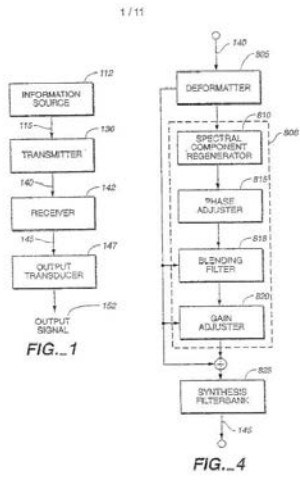 1/11
112
INFORMATION
SOURCE
115
136
TRANSMITTER
140
142
RECEIVER
145
147
OUTPUT
TRANSDUCER
152
OUTPUT
SIGNAL
FIG._1
140
805
DEFORMATTER
810
SPECTRAL
COMPONENT
REGENERATOR
808
815
PHASE
ADJUSTER
818
BLENDING
FILTER
820
GAIN
ADJUSTER
825
SYNTHESIS
FILTERBANK
145
FIG._4